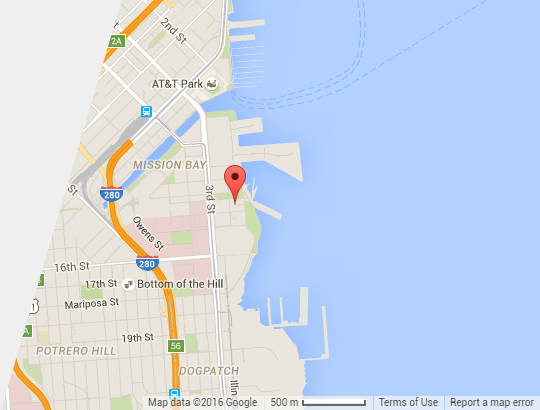 2nd St
2A
AT&T Park
MISSION BAY
St
280
3rd St
Owens St
16th St
280
17th St
Bottom of the Hill
1
Mariposa St
A
19th St
56
POTRERO HILL
DOGPATCH
Illin
Map data ©2016 Google
500 m
Terms of Use
Report a map error